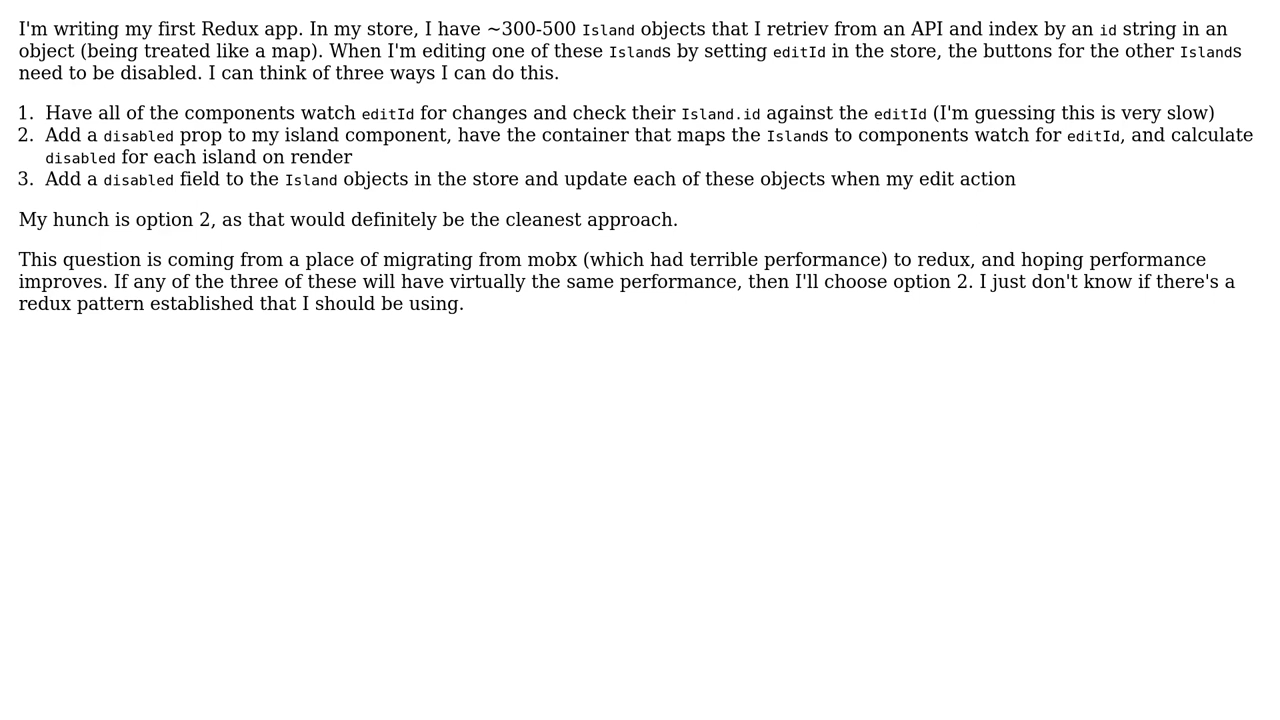 I'm writing my first Redux app. In my store, I have ~300-500 Island objects that I retriev from an API and index by an id string in an
object (being treated like a map). When I'm editing one of these Islands by setting editId in the store, the buttons for the other Islands
need to be disabled. I can think of three ways I can do this.
1. Have all of the components watch editId for changes and check their Island.id against the editId (I'm guessing this is very slow)
2. Add a disabled prop to my island component, have the container that maps the Islands to components watch for editId, and calculate
disabled for each island on render
3. Add a disabled field to the Island objects in the store and update each of these objects when my edit action
My hunch is option 2, as that would definitely be the cleanest approach.
This question is coming from a place of migrating from mobx (which had terrible performance) to redux, and hoping performance
improves. If any of the three of these will have virtually the same performance, then I'll choose option 2. I just don't know if there's a
redux pattern established that I should be using.